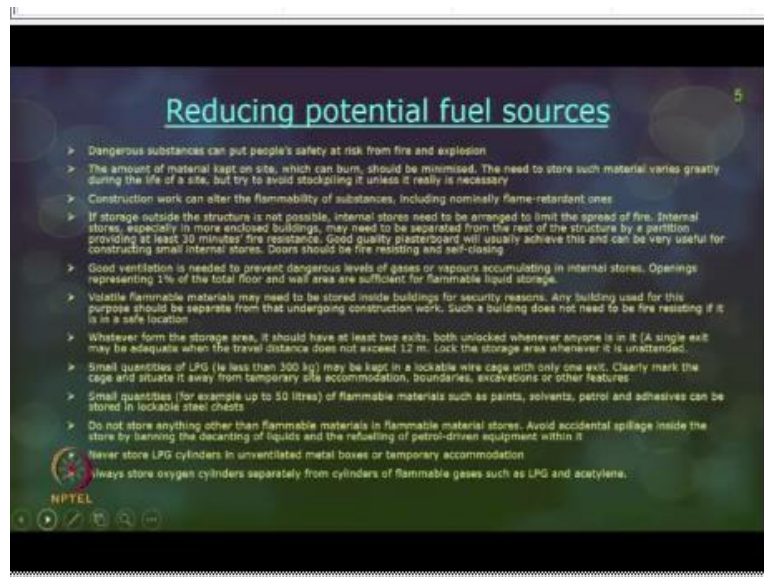 5
Reducing potential fuel sources
➤ Dangerous substances can put people's safety at risk from fire and explosion
➤ The amount of material kept on site, which can burn, should be minimised. The need to store such material varies greatly
during the life of a site, but try to avoid stockpiling it unless it really is necessary
➤ Construction work can alter the flammability of substances, including nominally flame-retardant ones
➤ If storage outside the structure is not possible, internal stores need to be arranged to limit the spread of fire. Internal
stores, especially in more enclosed buildings, may need to be separated from the rest of the structure by a partition
providing at least 30 minutes' fire resistance. Good quality plasterboard will usually achieve this and can be very useful for
constructing small internal stores. Doors should be fire resisting and self-closing
➤ Good ventilation is needed to prevent dangerous levels of gases or vapours accumulating in internal stores. Openings
representing 1% of the total floor and wall area are sufficient for flammable liquid storage.
➤ Volatile flammable materials may need to be stored inside buildings for security reasons. Any building used for this
purpose should be separate from that undergoing construction work. Such a building does not need to be fire resisting if it
is in a safe location
➤ Whatever form the storage area, it should have at least two exits, both unlocked whenever anyone is in it (A single exit
may be adequate when the travel distance does not exceed 12 m. Lock the storage area whenever it is unattended.
➤ Small quantities of LPG (ie less than 300 kg) may be kept in a lockable wire cage with only one exit. Clearly mark the
cage and situate it away from temporary site accommodation, boundaries, excavations or other features
➤ Small quantities (for example up to 50 litres) of flammable materials such as paints, solvents, petrol and adhesives can be
stored in lockable steel chests
➤ Do not store anything other than flammable materials in flammable material stores. Avoid accidental spillage inside the
store by banning the decanting of liquids and the refuelling of petrol-driven equipment within it
Never store LPG cylinders in unventilated metal boxes or temporary accommodation
Always store oxygen cylinders separately from cylinders of flammable gases such as LPG and acetylene.
NPTEL